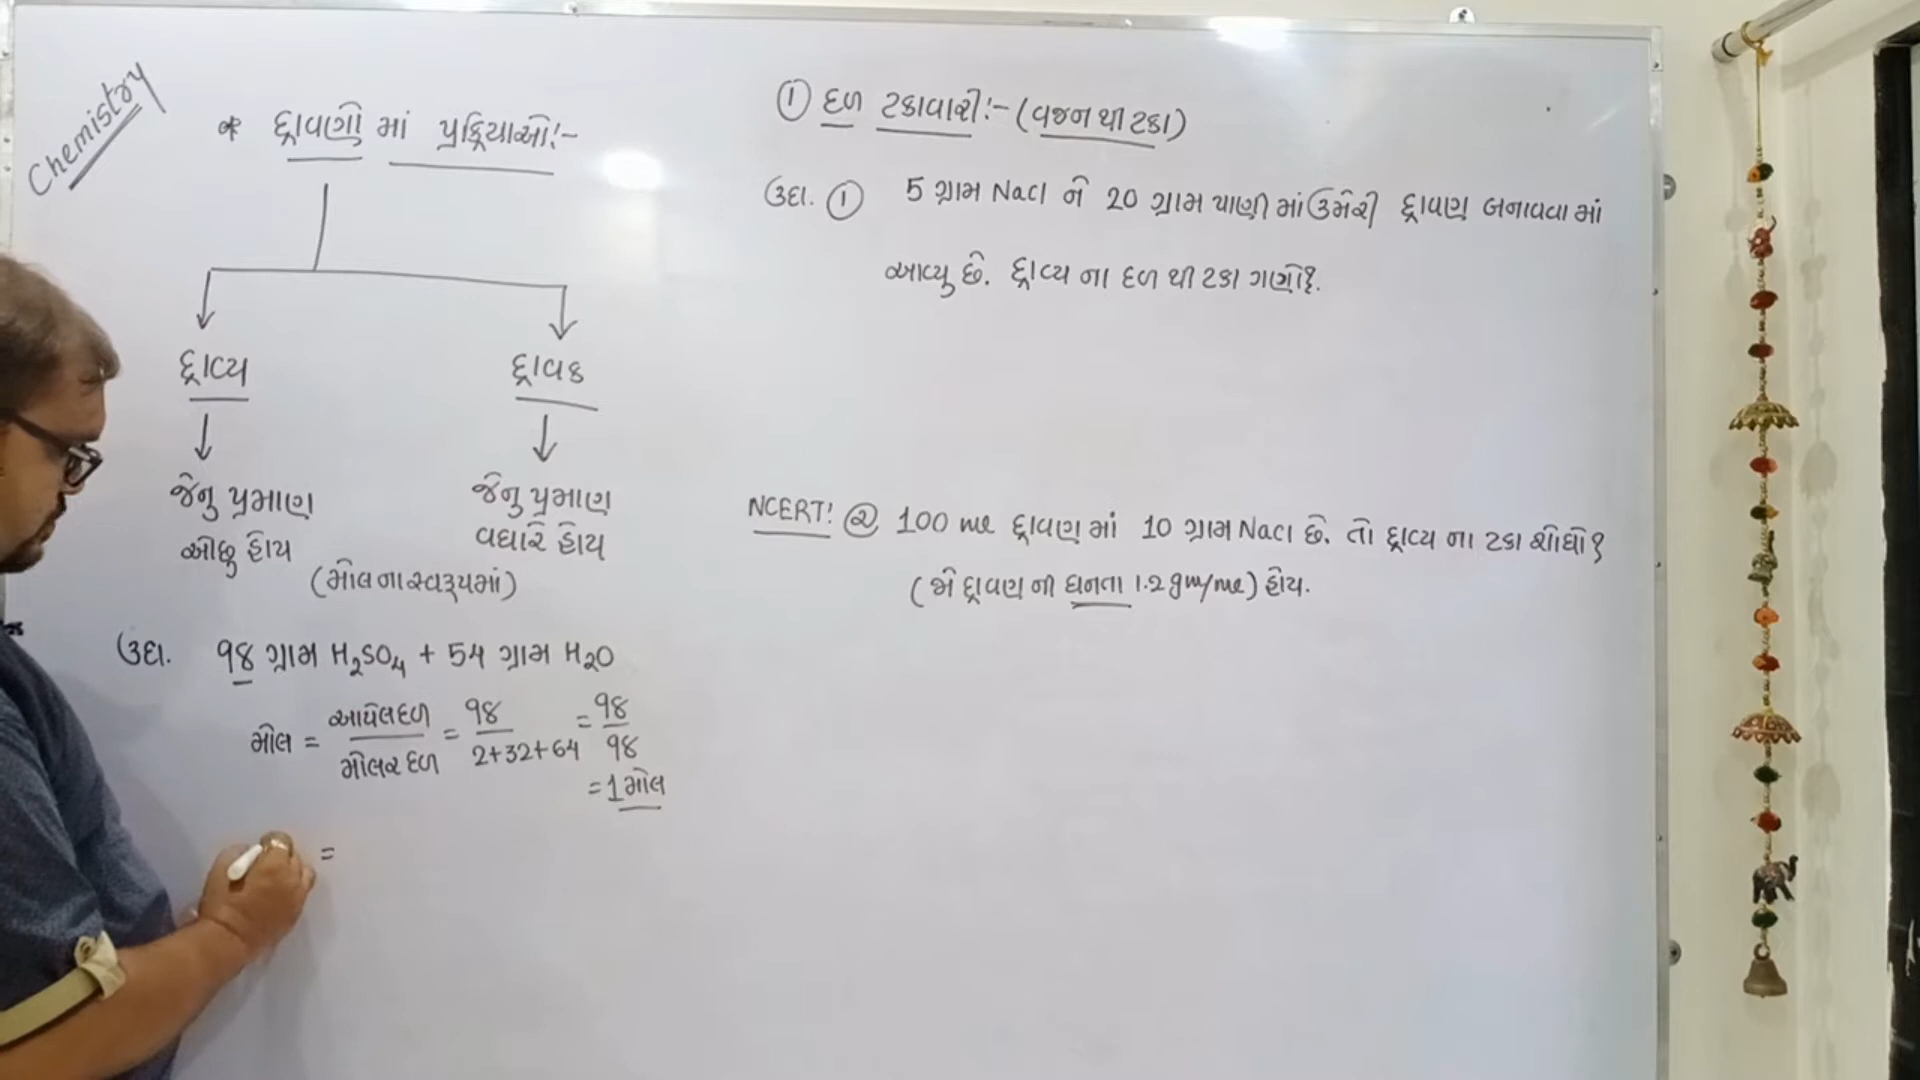 Chemistry
* દ્રાવણો માં પ્રક્રિયાઓ:-
દ્રાવ્ય
દ્રાવક
જેનુ પ્રમાણ
ઓછુ હોય
જેનુ પ્રમાણ
વધારે હોય
(મોલના સ્વરૂપમાં)
ઉદા. 98 ગ્રામ H₂SO₄ + 54 ગ્રામ H₂O
મોલ = આપેલ દળ / મોલર દળ = 98 / 2+32+64 = 98 / 98
= 1 મોલ
=
① દળ ટકાવારી:- (વજન થી ટકા)
ઉદા. ① 5 ગ્રામ NaCl ને 20 ગ્રામ પાણી માં ઉમેરી દ્રાવણ બનાવવા માં
આવ્યુ છે. દ્રાવ્ય ના દળ થી ટકા ગણો?.
NCERT! ② 100 ml દ્રાવણ માં 10 ગ્રામ NaCl છે. તો દ્રાવ્ય ના ટકા શોધો?
(જો દ્રાવણ ની ઘનતા 1.2 gm/ml) હોય.